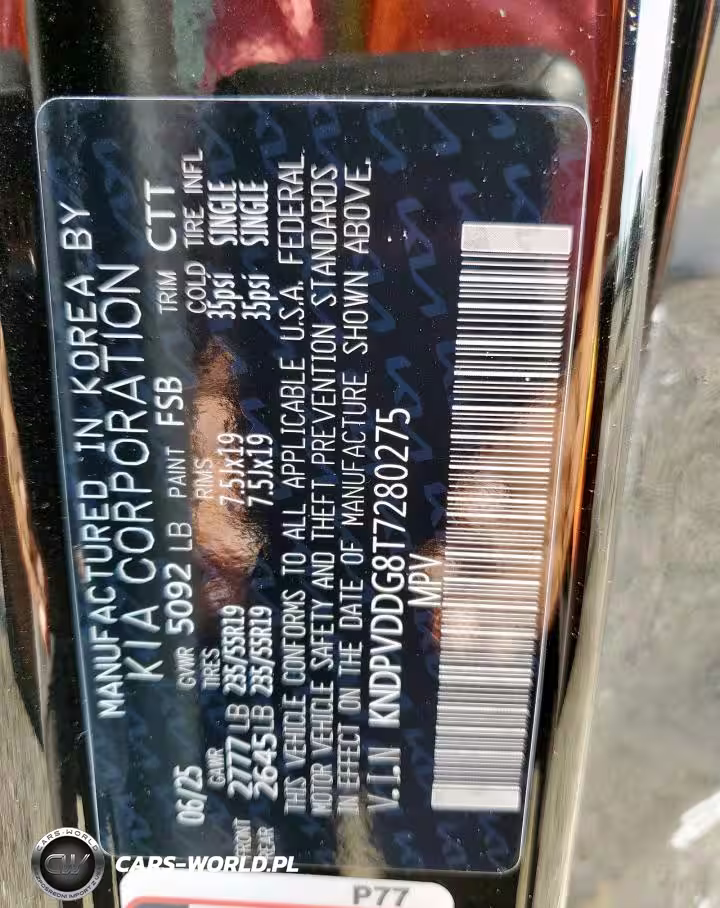 MANUFACTURED IN KOREA BY
KIA CORPORATION
06/25 GVWR 5092 LB PAINT FSB TRIM CTT
GAWR TIRES RIMS COLD TIRE INFL
FRONT 2777 LB 235/55R19 7.5Jx19 35psi SINGLE
REAR 2645 LB 235/55R19 7.5Jx19 35psi SINGLE
THIS VEHICLE CONFORMS TO ALL APPLICABLE U.S.A. FEDERAL
MOTOR VEHICLE SAFETY AND THEFT PREVENTION STANDARDS
IN EFFECT ON THE DATE OF MANUFACTURE SHOWN ABOVE.
V.I.N KNDPVDDG8T7280275
MPV
P77
CARS-WORLD
CW
CARS-WORLD.PL